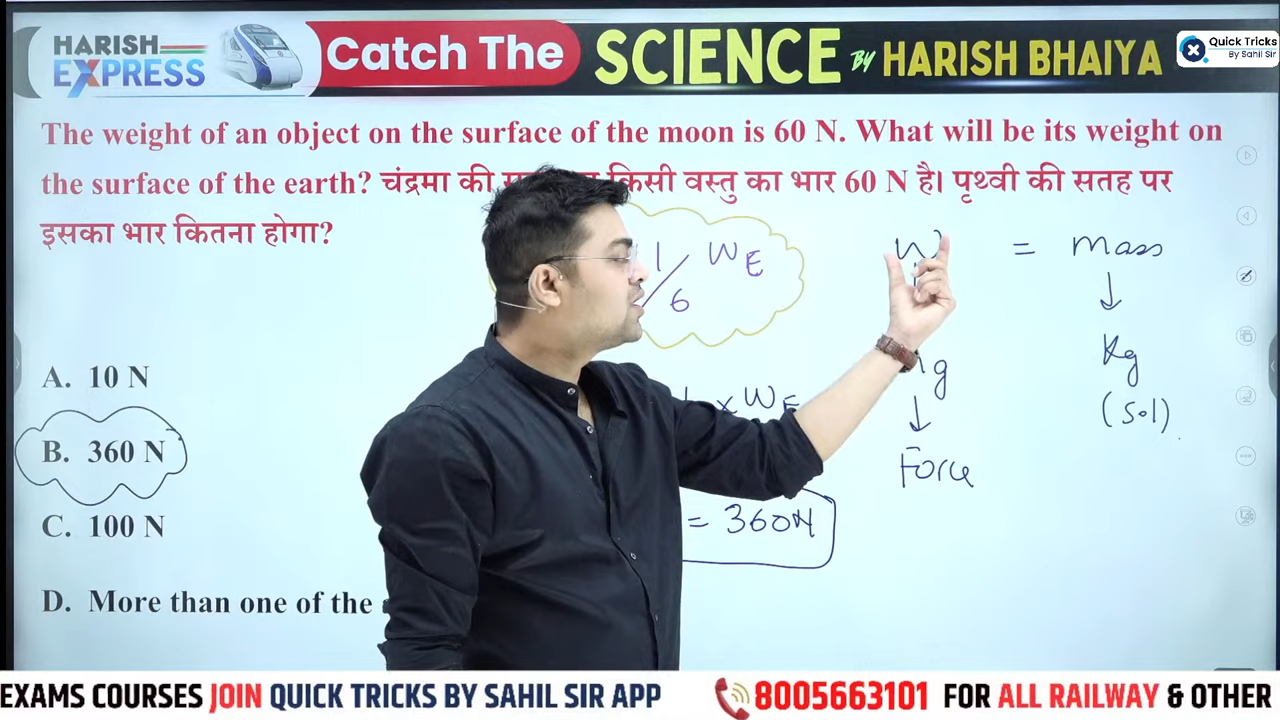 HARISH EXPRESS
Catch The SCIENCE BY HARISH BHAIYA
Quick Tricks
By Sahil Sir
The weight of an object on the surface of the moon is 60 N. What will be its weight on
the surface of the earth? चंद्रमा की किसी वस्तु का भार 60 N है। पृथ्वी की सतह पर
इसका भार कितना होगा?
1/6 WE
W = mass
Kg
(Sol)
A. 10 N
× WE
B. 360 N
Force
= 360N
C. 100 N
D. More than one of the
EXAMS COURSES JOIN QUICK TRICKS BY SAHIL SIR APP 8005663101 FOR ALL RAILWAY & OTHER